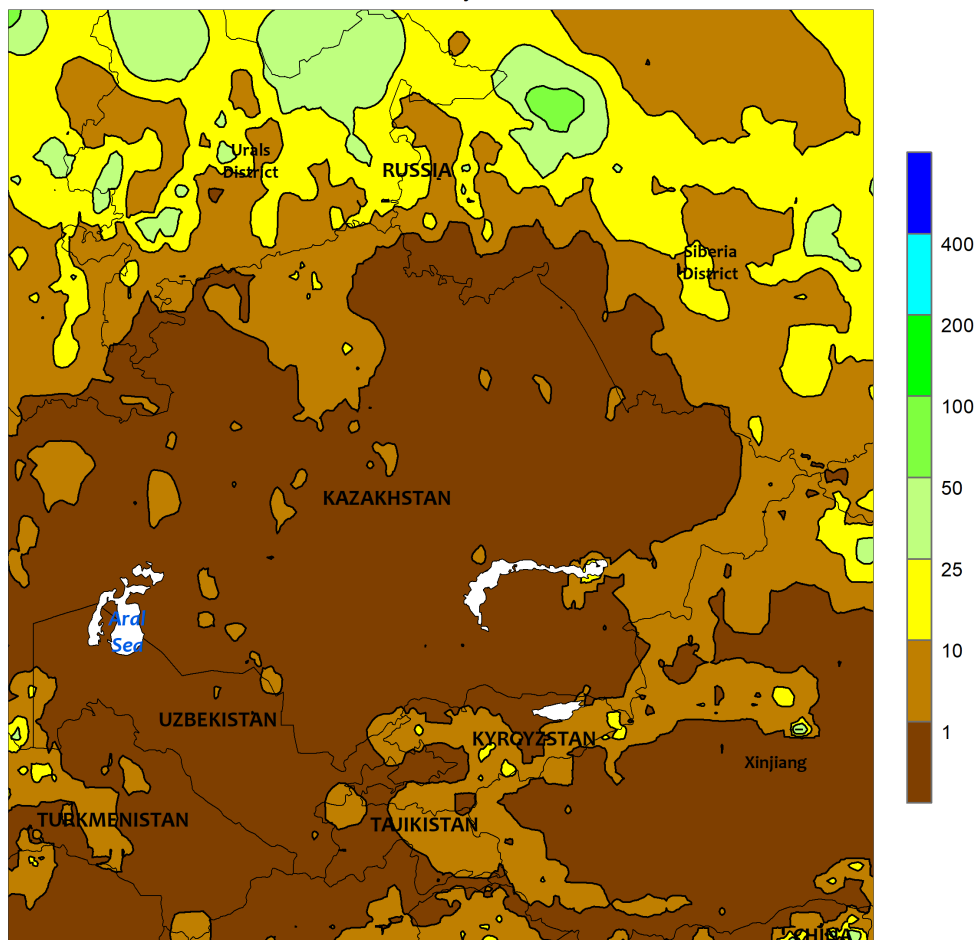 Urals
District
RUSSIA
Siberia
District
400
200
100
50
25
10
1
KAZAKHSTAN
Aral
Sea
UZBEKISTAN
KYRGYZSTAN
Xinjiang
TURKMENISTAN
TAJIKISTAN
CHINA